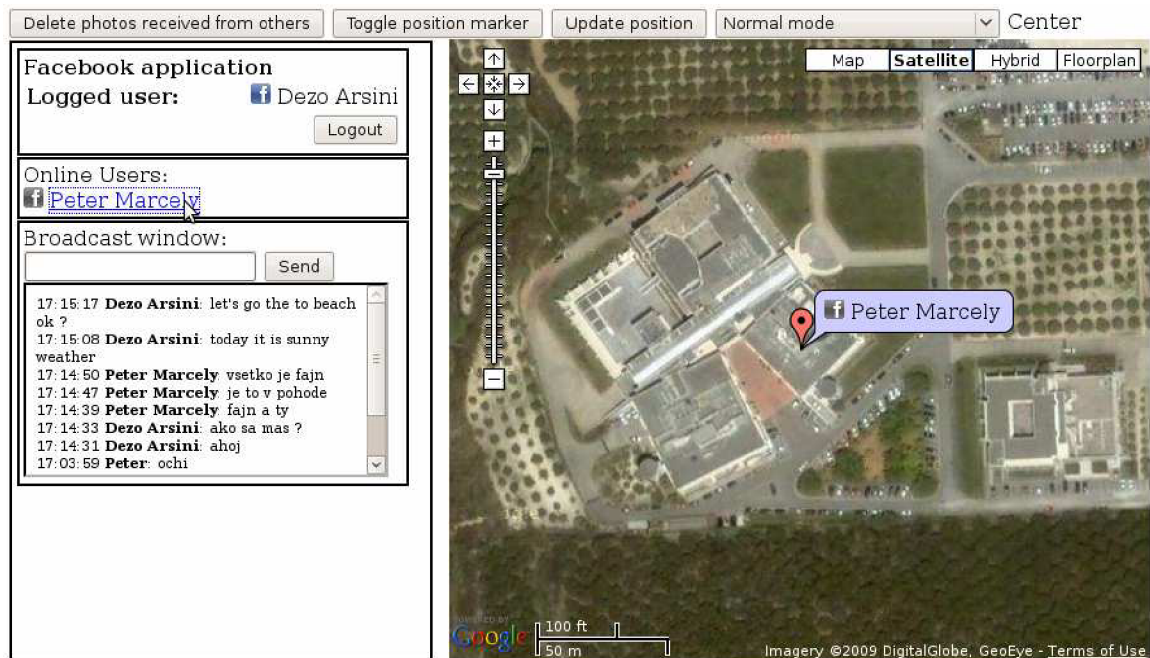 Delete photos received from others Toggle position marker Update position Normal mode Center
Facebook application
Logged user: Dezo Arsini
Logout
Online Users:
Peter Marcely
Broadcast window:
Send
17:15:17 Dezo Arsini: let's go the to beach
ok ?
17:15:08 Dezo Arsini: today it is sunny
weather
17:14:50 Peter Marcely: vsetko je fajn
17:14:47 Peter Marcely: je to v pohode
17:14:39 Peter Marcely: fajn a ty
17:14:33 Dezo Arsini: ako sa mas ?
17:14:31 Dezo Arsini: ahoj
17:03:59 Peter: ochi
Map Satellite Hybrid Floorplan
Peter Marcely
POWERED BY
Google
100 ft
50 m
Imagery ©2009 DigitalGlobe, GeoEye - Terms of Use